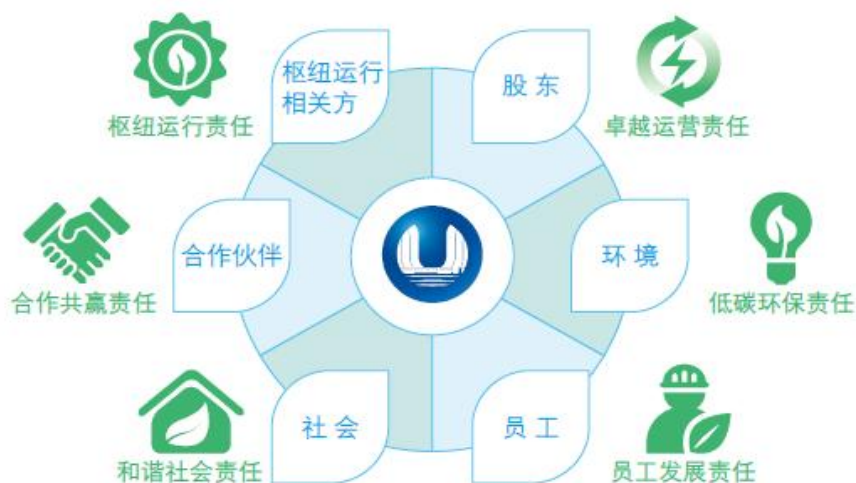 枢纽运行
相关方
股 东
枢纽运行责任
卓越运营责任
合作伙伴
环 境
合作共赢责任
低碳环保责任
社 会
员 工
和谐社会责任
员工发展责任